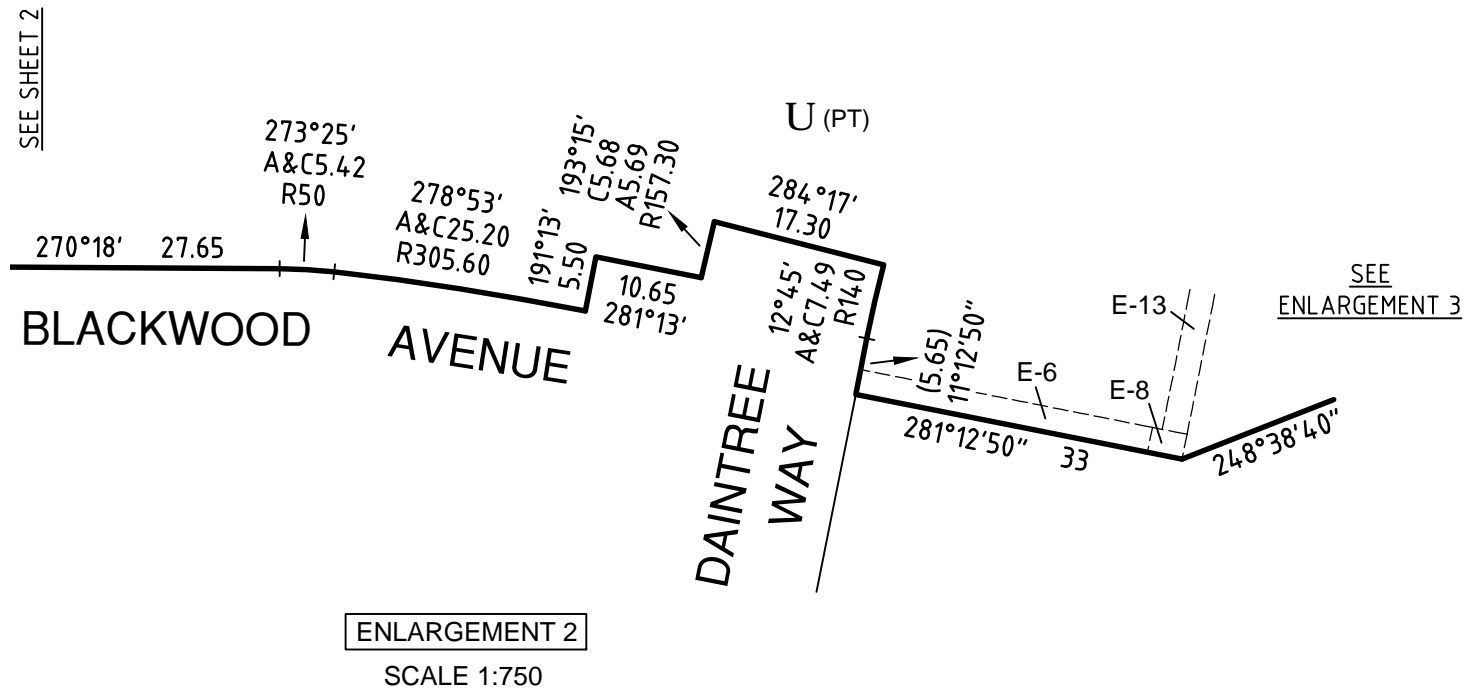 SEE SHEET 2
273°25'
A&C5.42
R50
270°18' 27.65
278°53'
A&C25.20
R305.60
191°13'
5.50
193°15'
C5.68
A5.69
R157.30
10.65
281°13'
U (PT)
284°17'
17.30
12°45'
A&C7.49
R140
(5.65)
11°12'50"
E-13
E-6
E-8
SEE
ENLARGEMENT 3
281°12'50" 33
248°38'40"
BLACKWOOD AVENUE
DAINTREE
WAY
ENLARGEMENT 2
SCALE 1:750